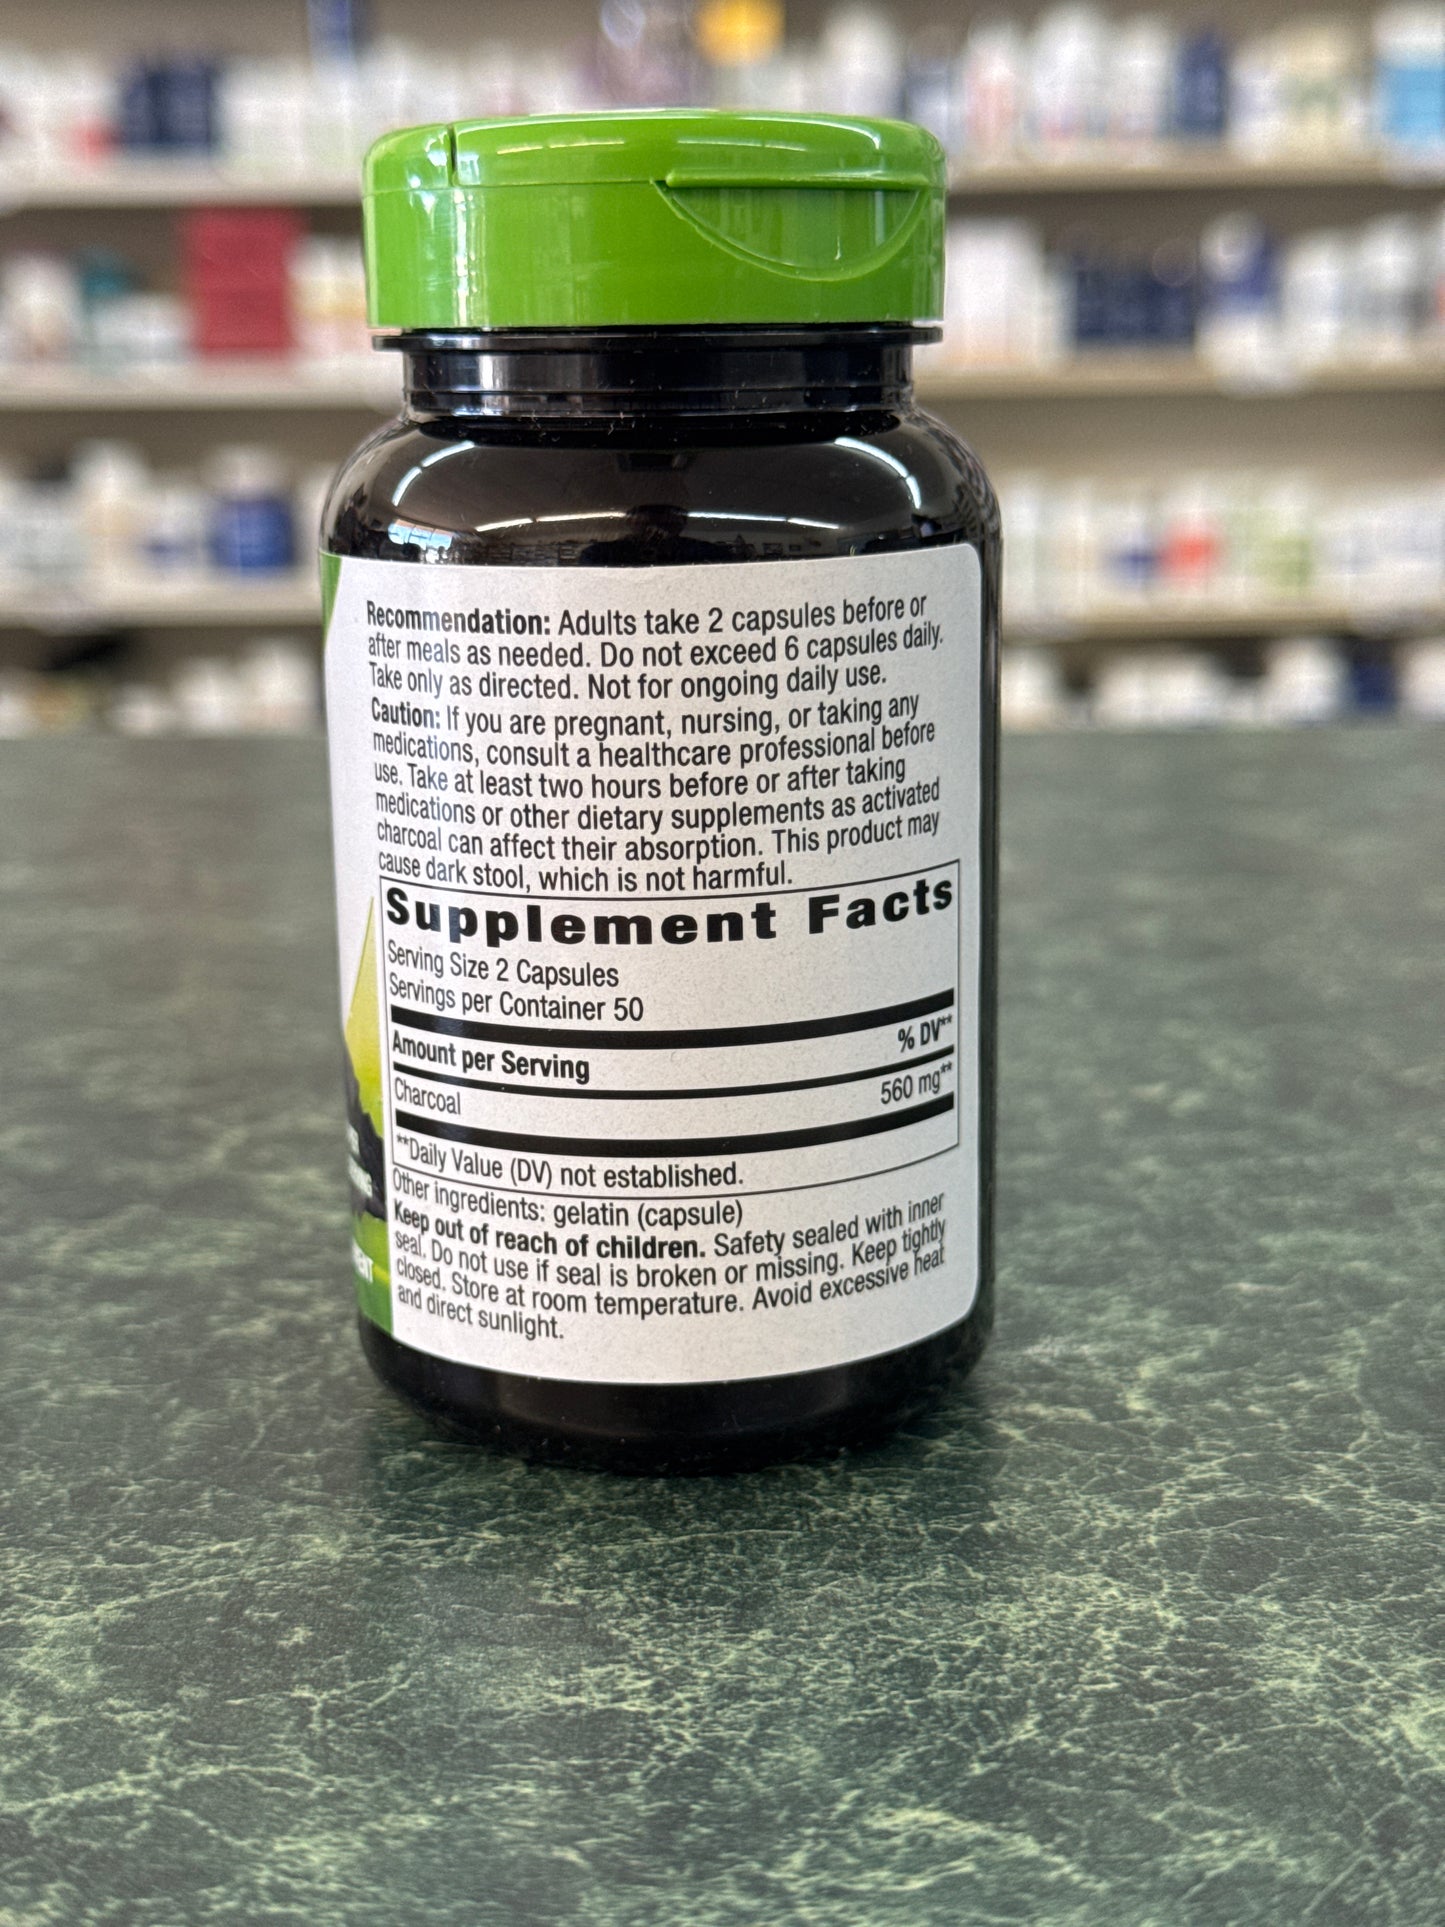 Recommendation: Adults take 2 capsules before or
after meals as needed. Do not exceed 6 capsules daily.
Take only as directed. Not for ongoing daily use.
Caution: If you are pregnant, nursing, or taking any
medications, consult a healthcare professional before
use. Take at least two hours before or after taking
medications or other dietary supplements as activated
charcoal can affect their absorption. This product may
cause dark stool, which is not harmful.
Supplement Facts
Serving Size 2 Capsules
Servings per Container 50
% DV**
Amount per Serving
Charcoal 560 mg**
**Daily Value (DV) not established.
Other ingredients: gelatin (capsule)
Keep out of reach of children. Safety sealed with inner
seal. Do not use if seal is broken or missing. Keep tightly
closed. Store at room temperature. Avoid excessive heat
and direct sunlight.